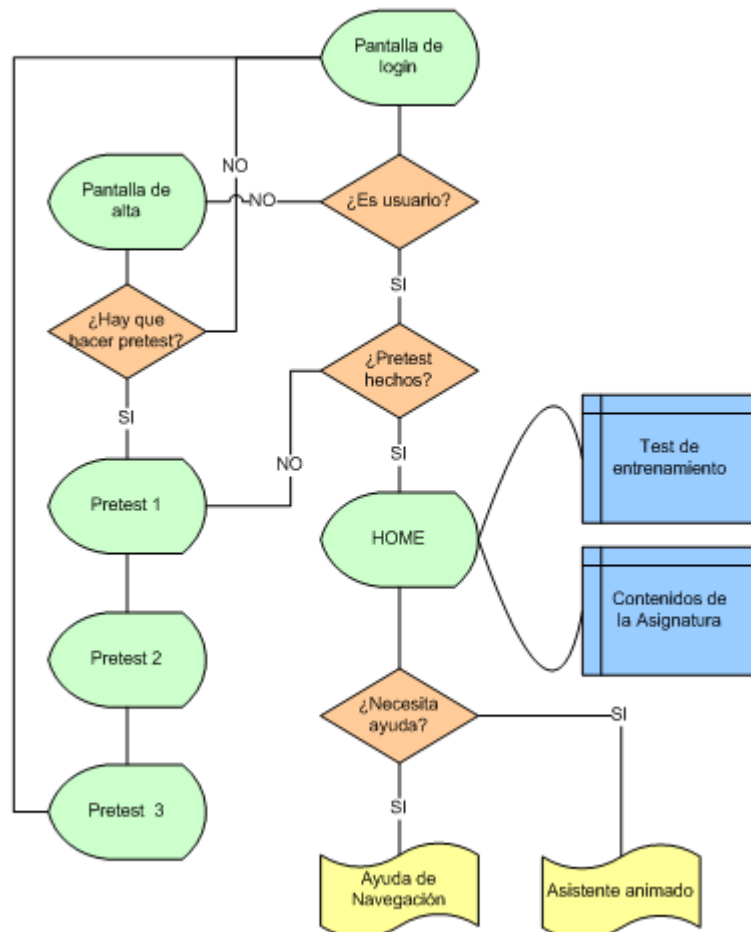 Pantalla de
login
NO
Pantalla de
alta
NO
¿Es usuario?
SI
¿Hay que
hacer pretest?
¿Pretest
hechos?
SI
NO
SI
Test de
entrenamiento
Pretest 1
HOME
Contenidos de
la Asignatura
Pretest 2
¿Necesita
ayuda?
SI
SI
Pretest 3
Ayuda de
Navegación
Asistente animado